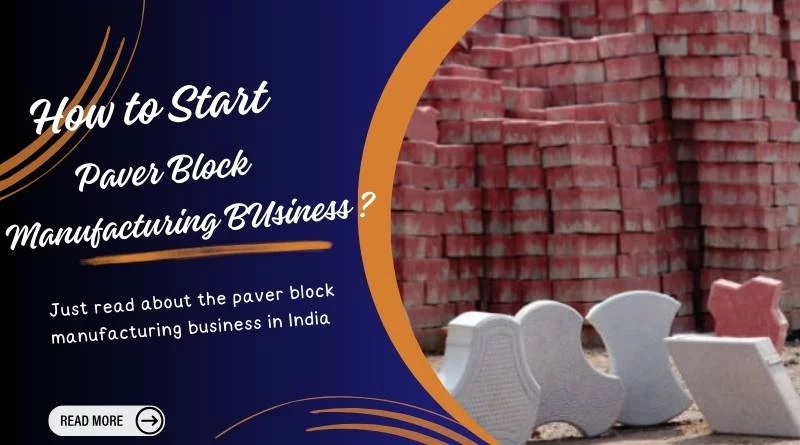 How to Start
Paver Block
Manufacturing BUsiness ?
Just read about the paver block
manufacturing business in India
READ MORE